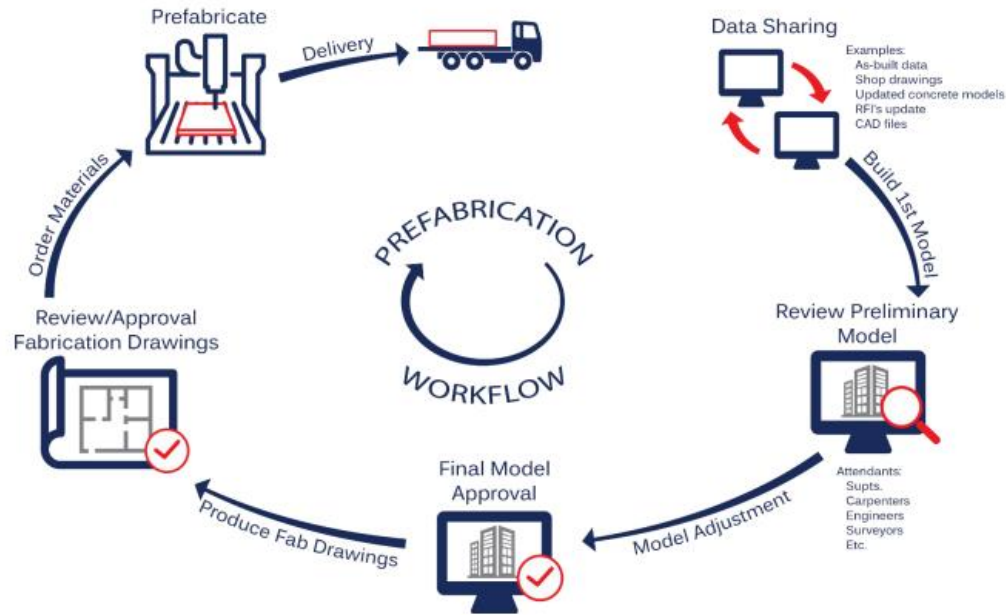 Prefabricate
Delivery
Data Sharing
Examples:
As-built data
Shop drawings
Updated concrete models
RFI's update
CAD files
Build 1st Model
Review Preliminary
Model
Attendants:
Supts.
Carpenters
Engineers
Surveyors
Etc.
Model Adjustment
Final Model
Approval
Produce Fab Drawings
Review/Approval
Fabrication Drawings
Order Materials
PREFABRICATION
WORKFLOW